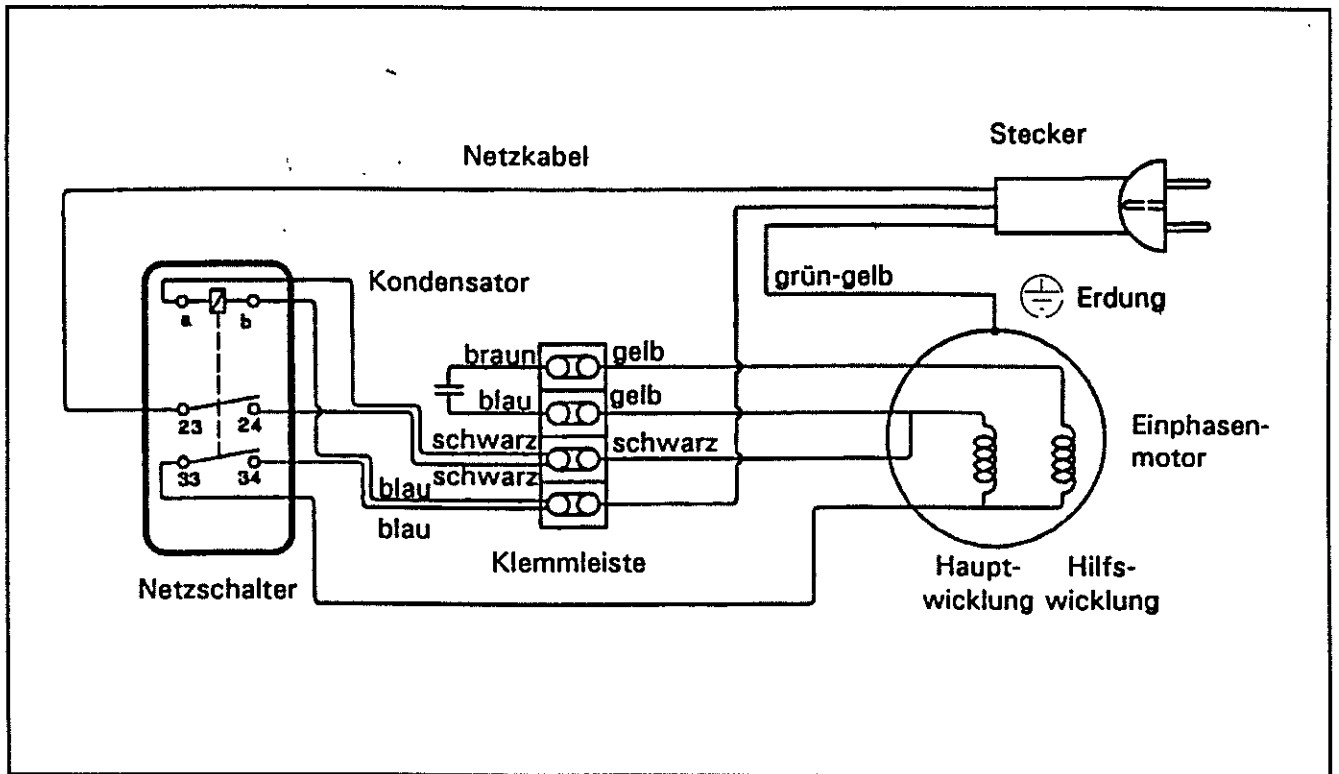 Stecker
Netzkabel
grün-gelb
Erdung
Kondensator
a
b
braun
gelb
blau
gelb
23
24
schwarz
schwarz
schwarz
33
34
blau
blau
Einphasen-
motor
Klemmleiste
Netzschalter
Haupt-
wicklung
Hilfs-
wicklung